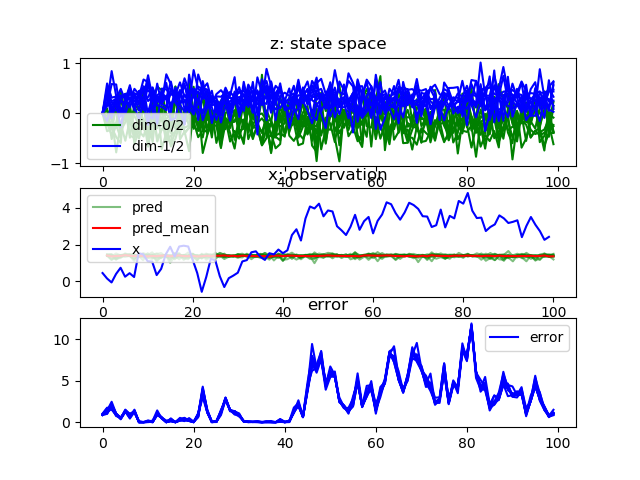 z: state space
1
0
−1
dim-0/2
dim-1/2
0 20 40 60 80 100
x: observation
4
2
0
pred
pred_mean
x
0 20 40 60 80 100
error
10
5
0
error
0 20 40 60 80 100